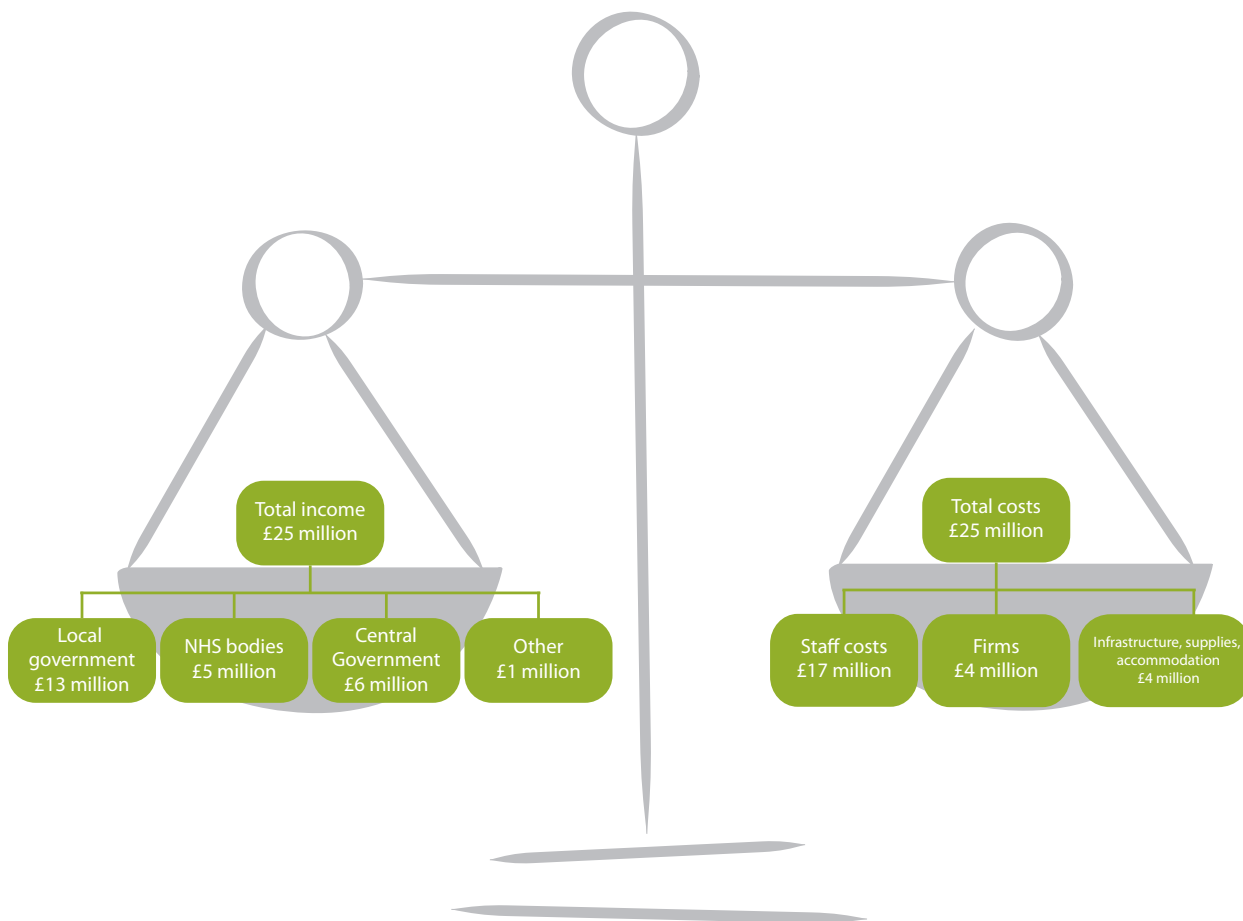 Total income
£25 million
Local
government
£13 million
NHS bodies
£5 million
Central
Government
£6 million
Other
£1 million
Total costs
£25 million
Staff costs
£17 million
Firms
£4 million
Infrastructure, supplies,
accommodation
£4 million